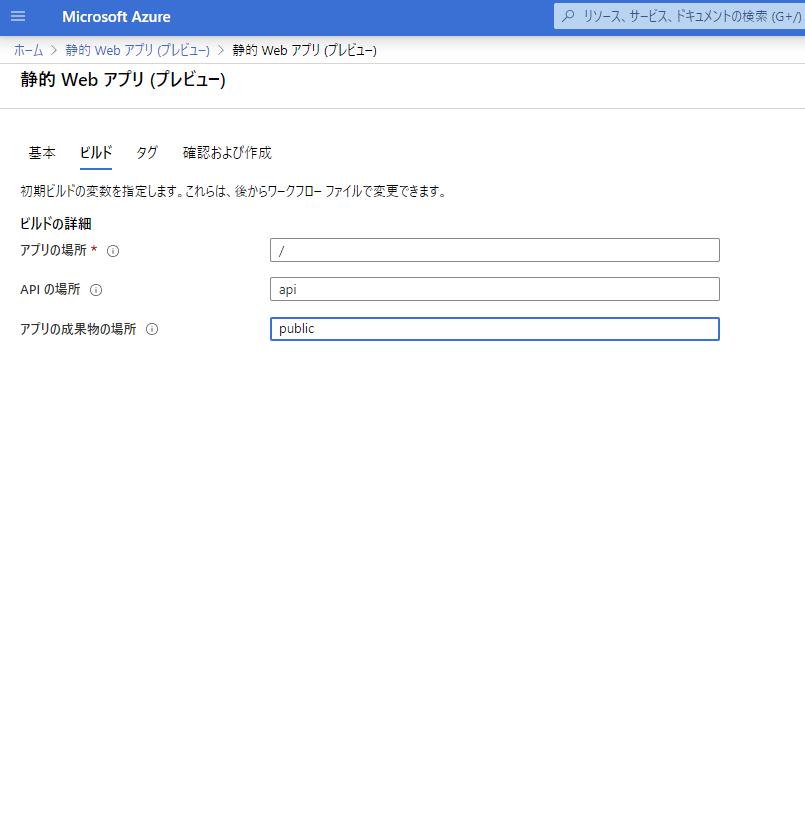 Microsoft Azure
リソース、サービス、ドキュメントの検索 (G+/)
ホーム > 静的 Web アプリ (プレビュー) > 静的 Web アプリ (プレビュー)
静的 Web アプリ (プレビュー)
基本 ビルド タグ 確認および作成
初期ビルドの変数を指定します。これらは、後からワークフロー ファイルで変更できます。
ビルドの詳細
アプリの場所 * /
API の場所 api
アプリの成果物の場所 public